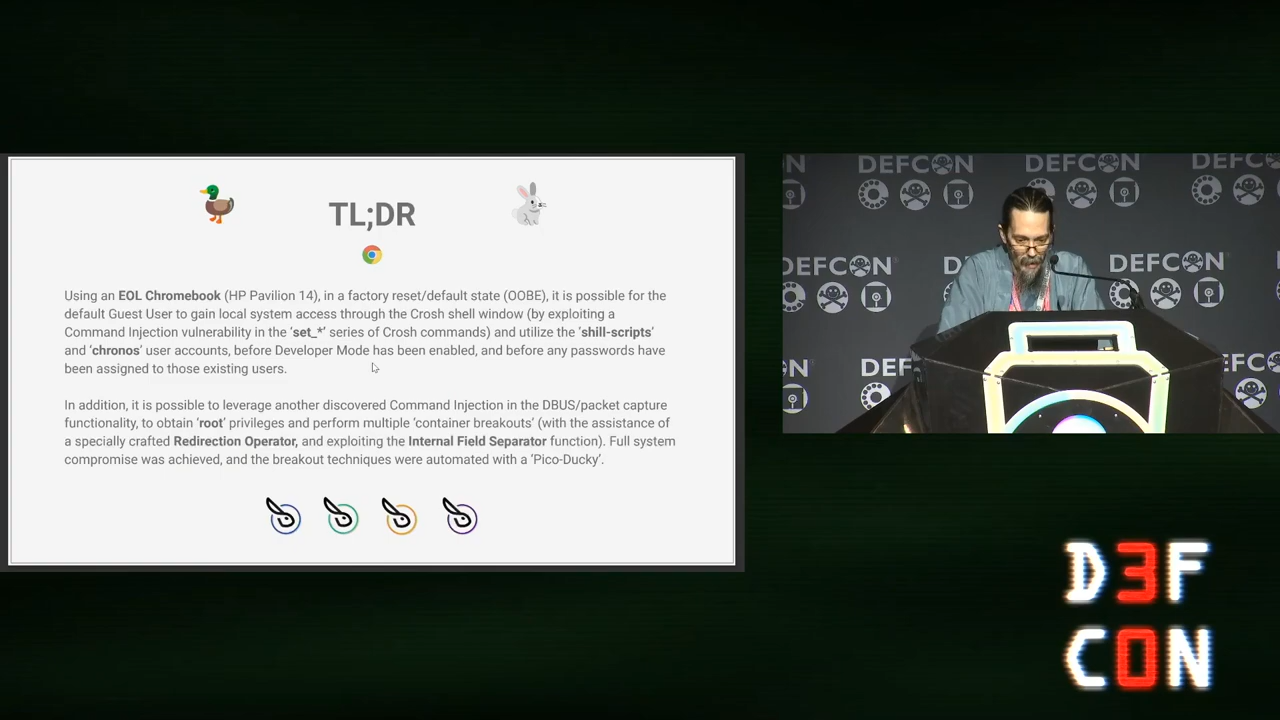 TL;DR
Using an EOL Chromebook (HP Pavilion 14), in a factory reset/default state (OOBE), it is possible for the
default Guest User to gain local system access through the Crosh shell window (by exploiting a
Command Injection vulnerability in the 'set_*' series of Crosh commands) and utilize the 'shill-scripts'
and 'chronos' user accounts, before Developer Mode has been enabled, and before any passwords have
been assigned to those existing users.
In addition, it is possible to leverage another discovered Command Injection in the DBUS/packet capture
functionality, to obtain 'root' privileges and perform multiple 'container breakouts' (with the assistance of
a specially crafted Redirection Operator, and exploiting the Internal Field Separator function). Full system
compromise was achieved, and the breakout techniques were automated with a 'Pico-Ducky'.
N DEFCON DEFCON DEFC
DEFCON DEFCON
DEF FCON
D3F
C0N